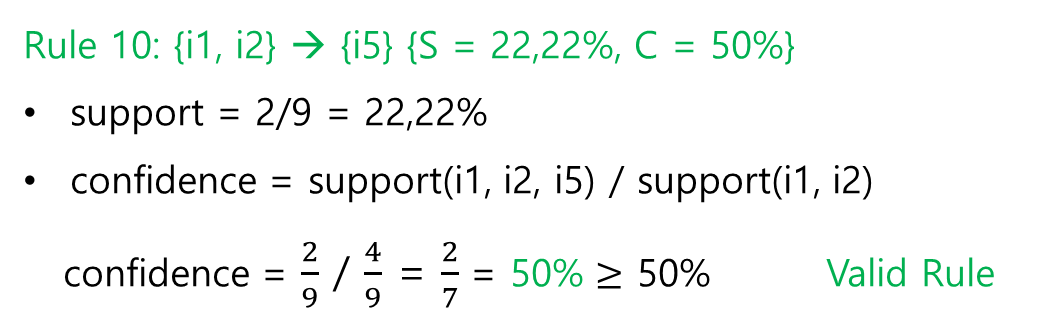 Rule 10: {i1, i2} → {i5} {S = 22,22%, C = 50%}
• support = 2/9 = 22,22%
• confidence = support(i1, i2, i5) / support(i1, i2)
confidence = 2/9 / 4/9 = 2/7 = 50% ≥ 50% Valid Rule